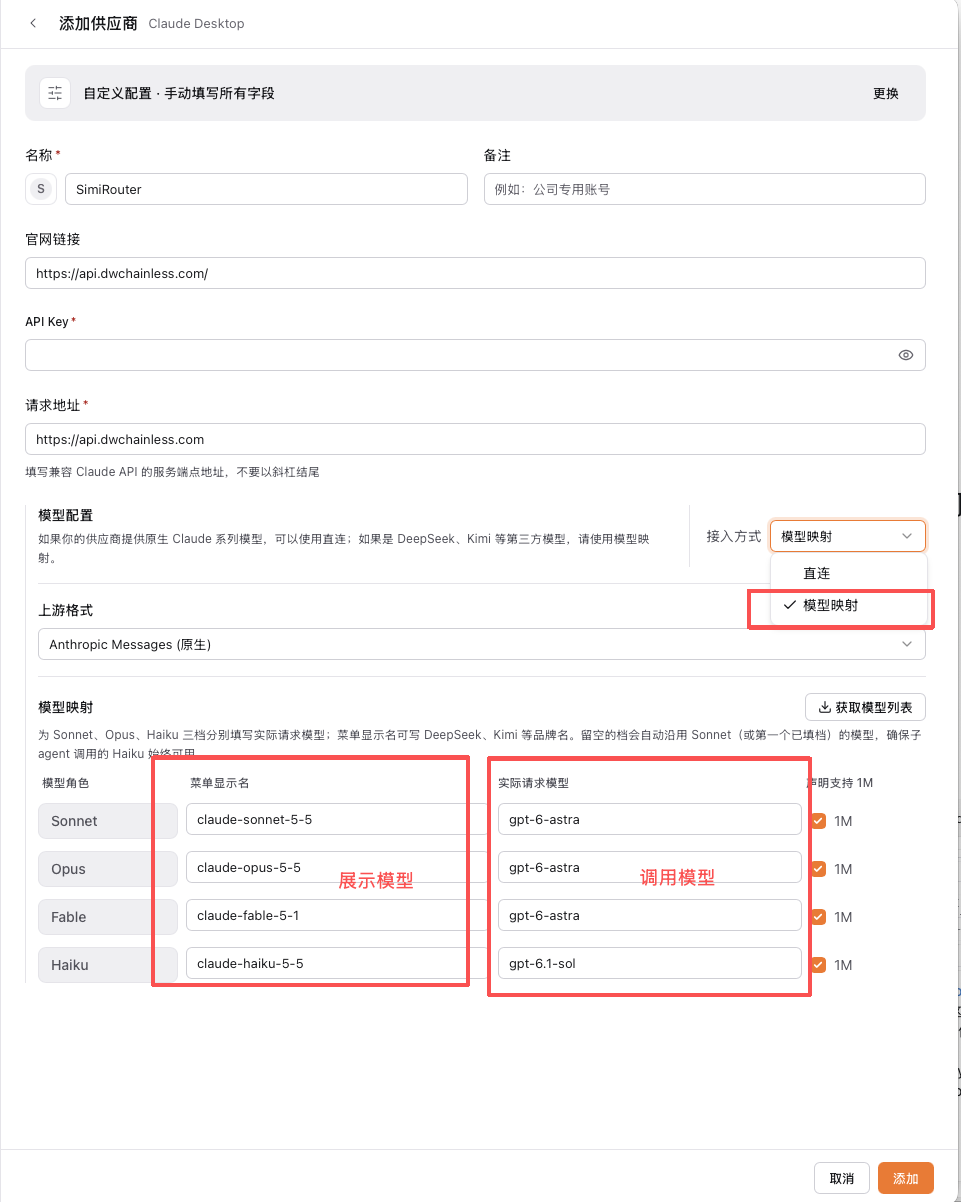 添加供应商 Claude Desktop
自定义配置 · 手动填写所有字段 更换
名称* 备注
S SimiRouter 例如：公司专用账号
官网链接
https://api.dwchainless.com/
API Key*
请求地址*
https://api.dwchainless.com
填写兼容 Claude API 的服务端点地址，不要以斜杠结尾
模型配置
如果你的供应商提供原生 Claude 系列模型，可以使用直连；如果是 DeepSeek、Kimi 等第三方模型，请使用模型映
射。
接入方式 模型映射
直连
模型映射
上游格式
Anthropic Messages (原生)
模型映射 获取模型列表
为 Sonnet、Opus、Haiku 三档分别填写实际请求模型；菜单显示名可写 DeepSeek、Kimi 等品牌名。留空的档会自动沿用 Sonnet（或第一个已填档）的模型，确保子
agent 调用的 Haiku 始终可用
模型角色 菜单显示名 实际请求模型 声明支持 1M
Sonnet claude-sonnet-5-5 gpt-6-astra 1M
Opus claude-opus-5-5 gpt-6-astra 1M
展示模型 调用模型
Fable claude-fable-5-1 gpt-6-astra 1M
Haiku claude-haiku-5-5 gpt-6.1-sol 1M
取消 添加